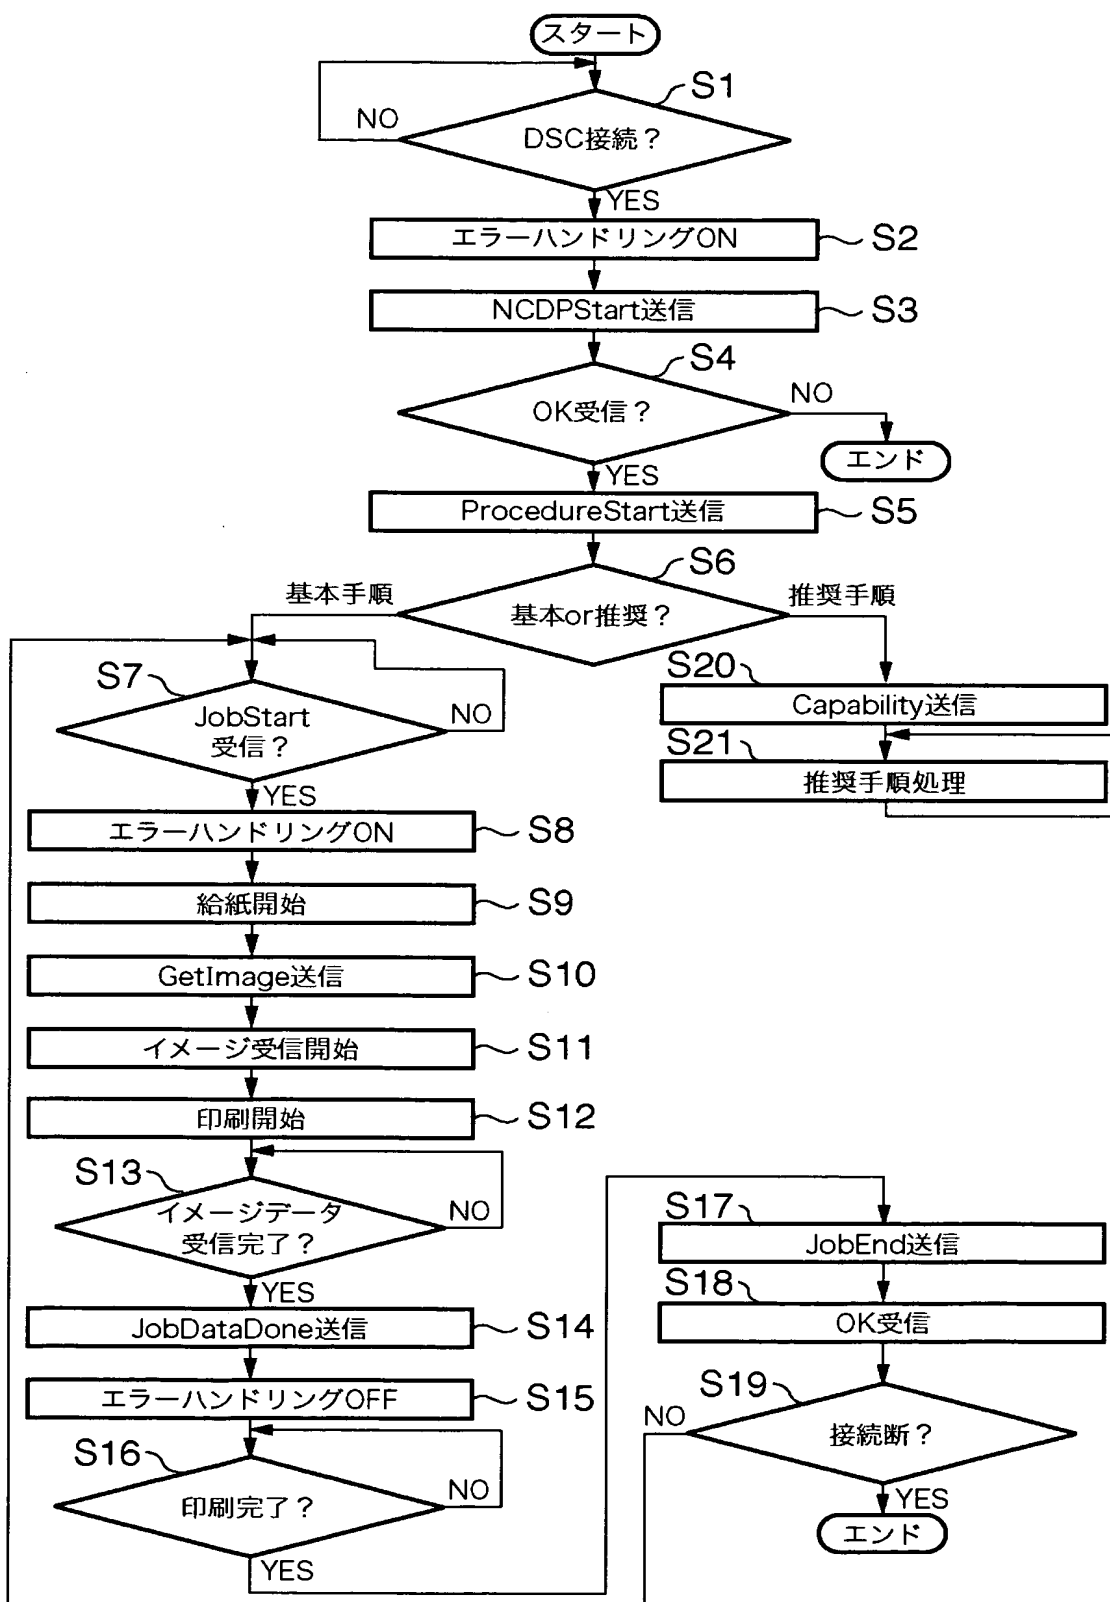 スタート
S1
NO
DSC接続？
YES
エラーハンドリングON
S2
NCDPStart送信
S3
S4
OK受信？
NO
エンド
YES
ProcedureStart送信
S5
S6
基本手順
基本or推奨？
推奨手順
S7
JobStart
受信？
NO
YES
S20
Capability送信
S21
推奨手順処理
エラーハンドリングON
S8
給紙開始
S9
GetImage送信
S10
イメージ受信開始
S11
印刷開始
S12
S13
イメージデータ
受信完了？
NO
YES
JobDataDone送信
S14
エラーハンドリングOFF
S15
S16
印刷完了？
NO
YES
S17
JobEnd送信
S18
OK受信
S19
NO
接続断？
YES
エンド